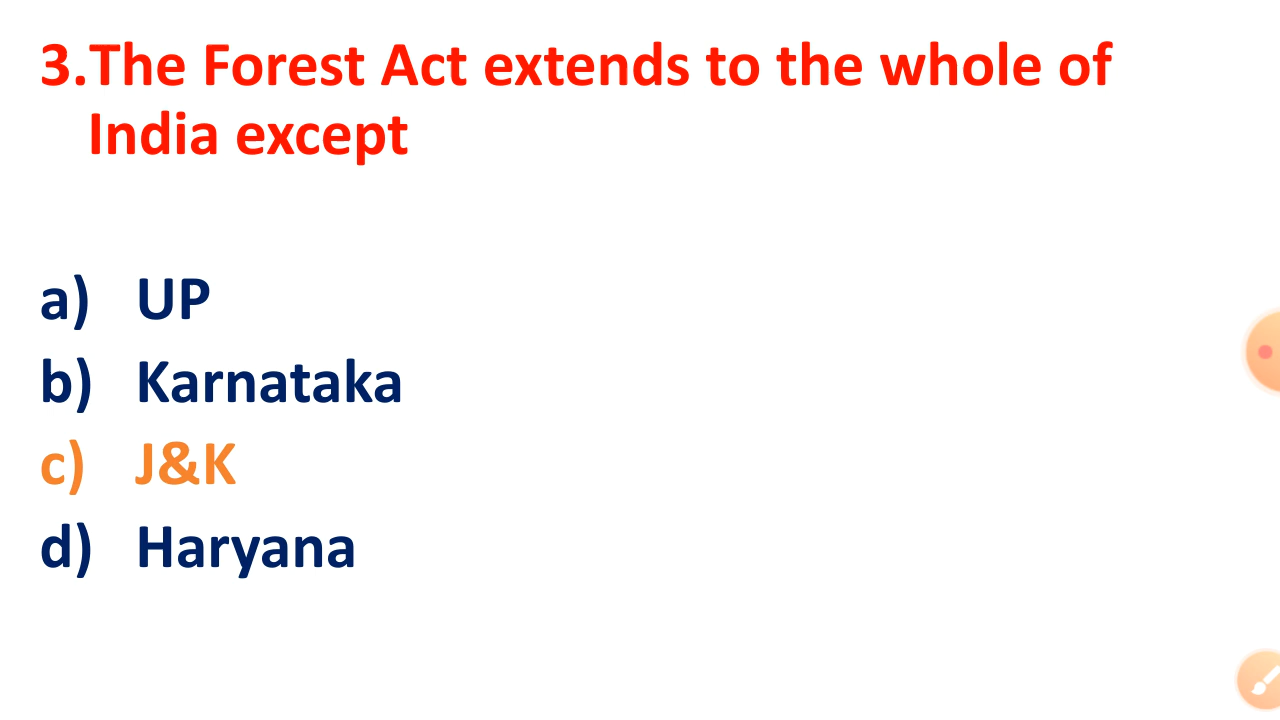 3.The Forest Act extends to the whole of
India except
a) UP
b) Karnataka
c) J&K
d) Haryana